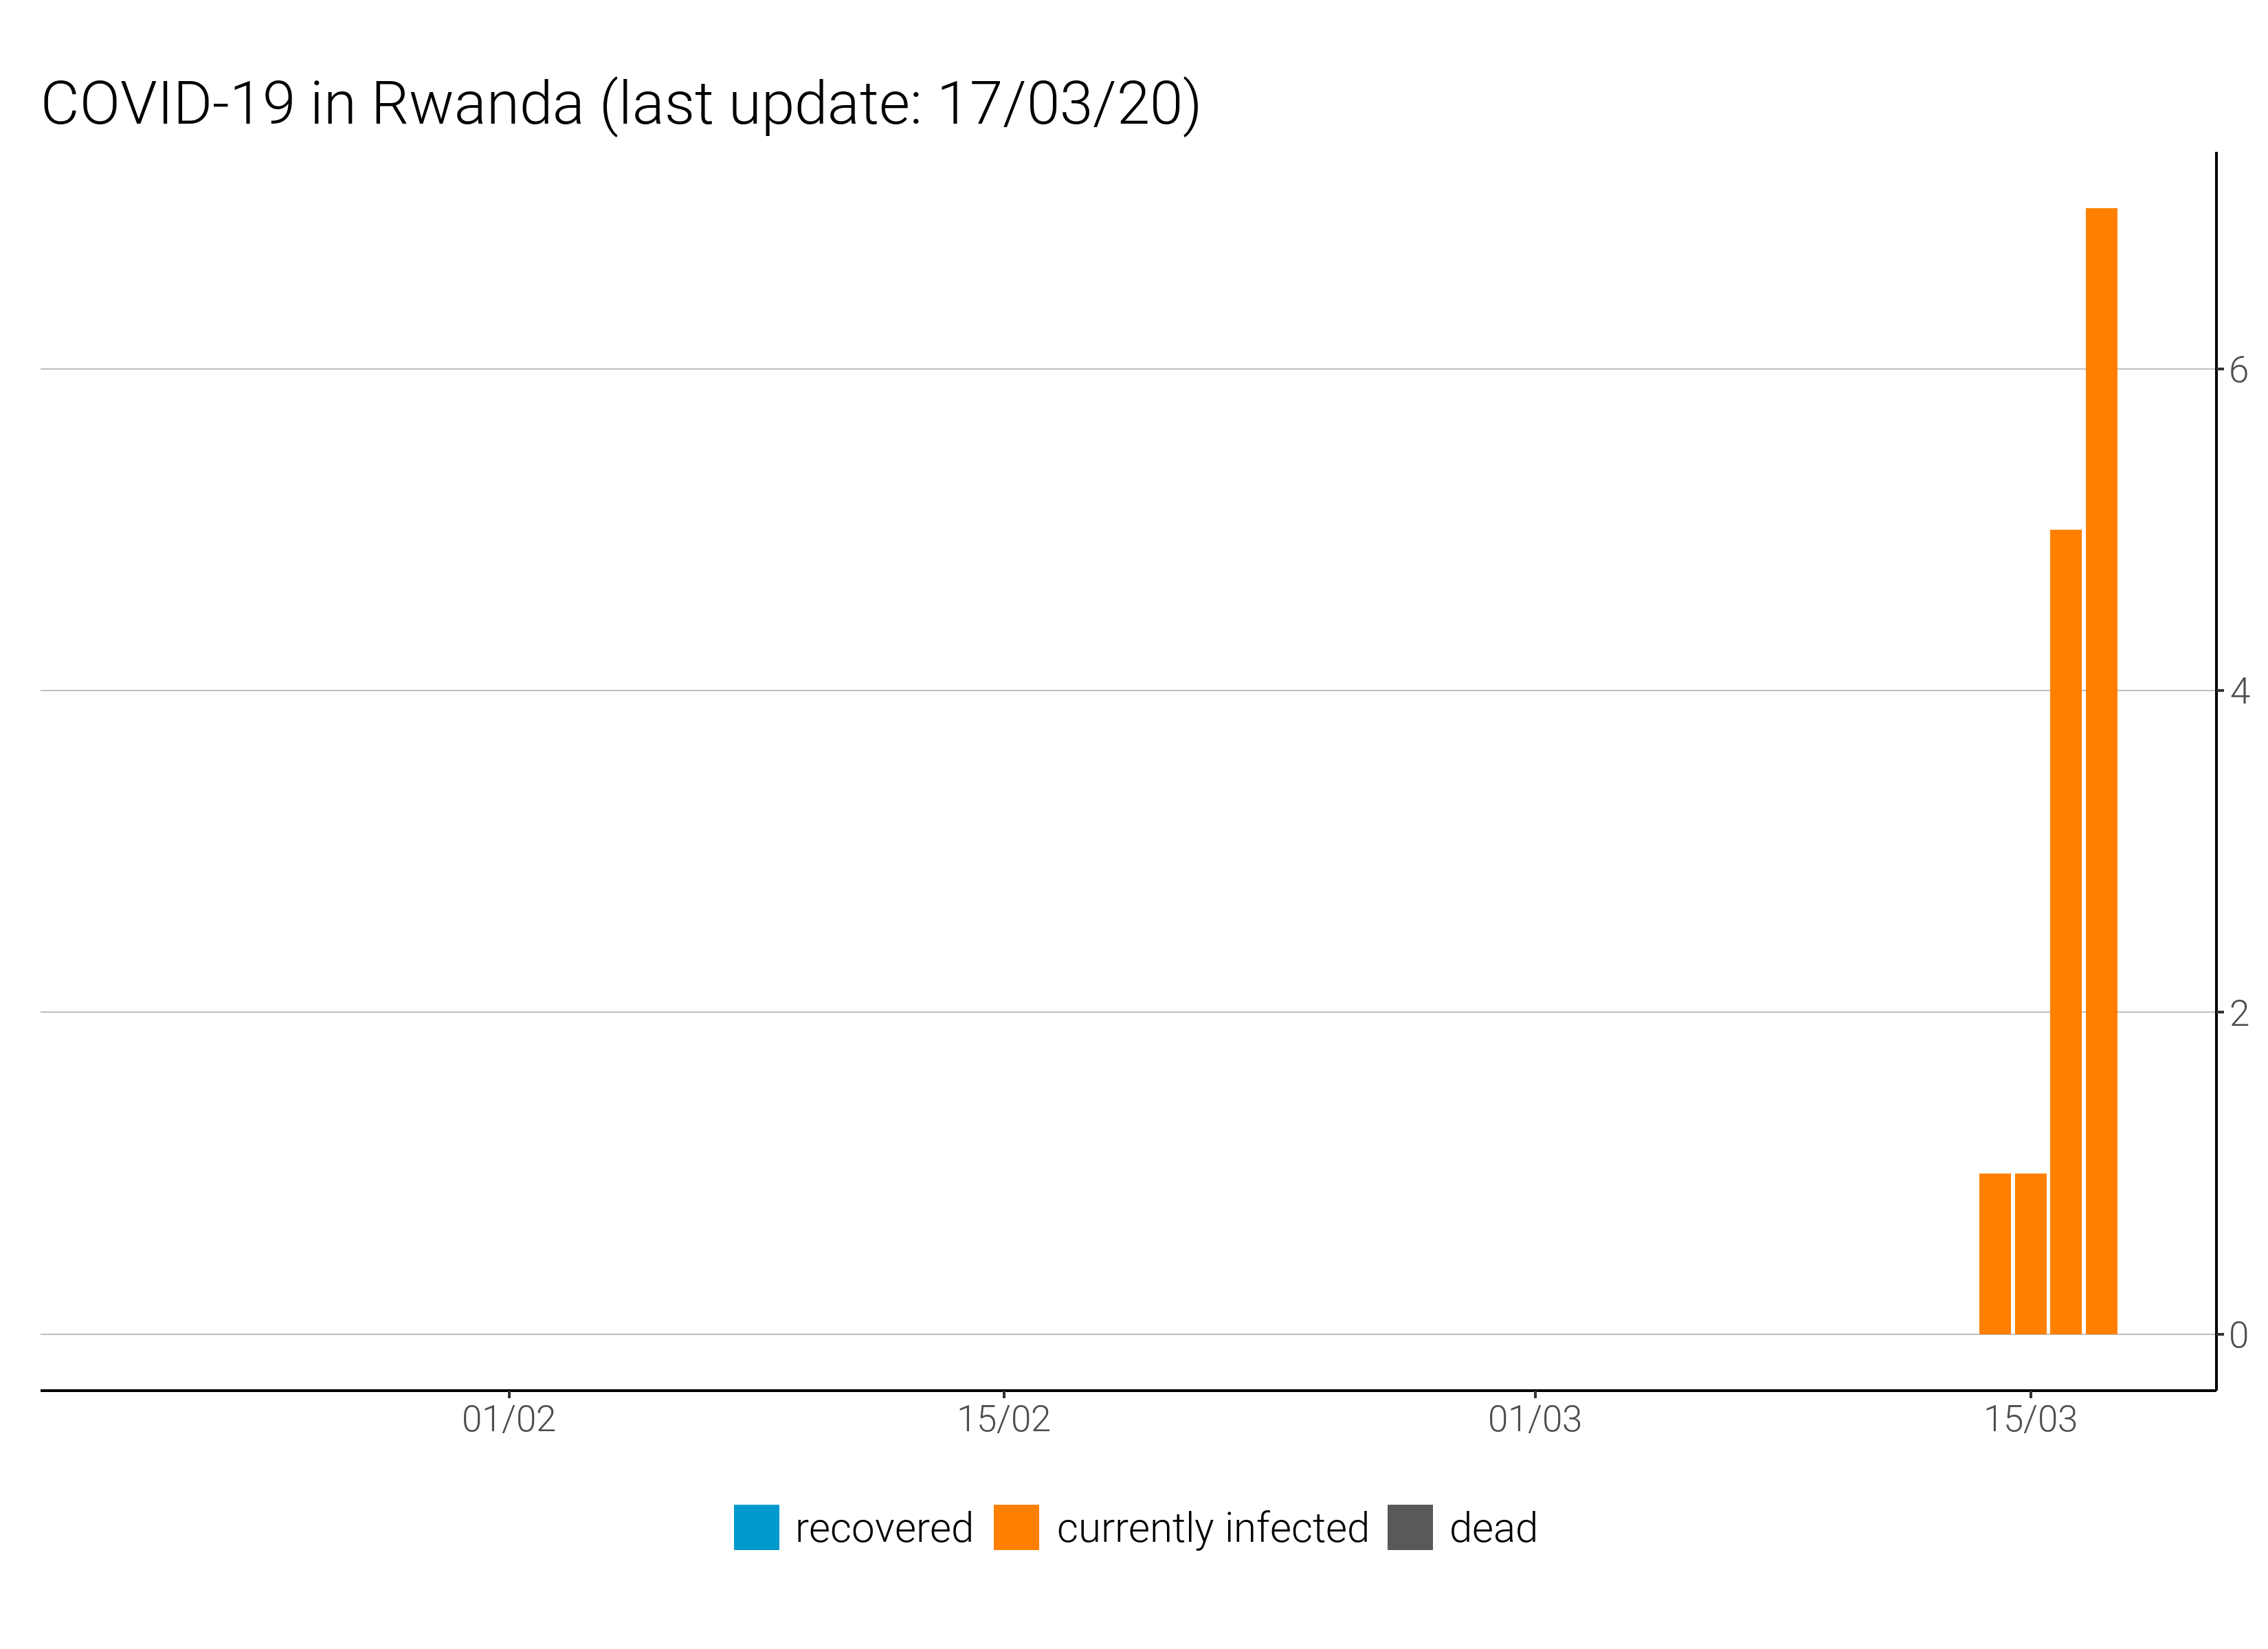 COVID-19 in Rwanda (last update: 17/03/20)
6
4
2
0
01/02 15/02 01/03 15/03
recovered currently infected dead